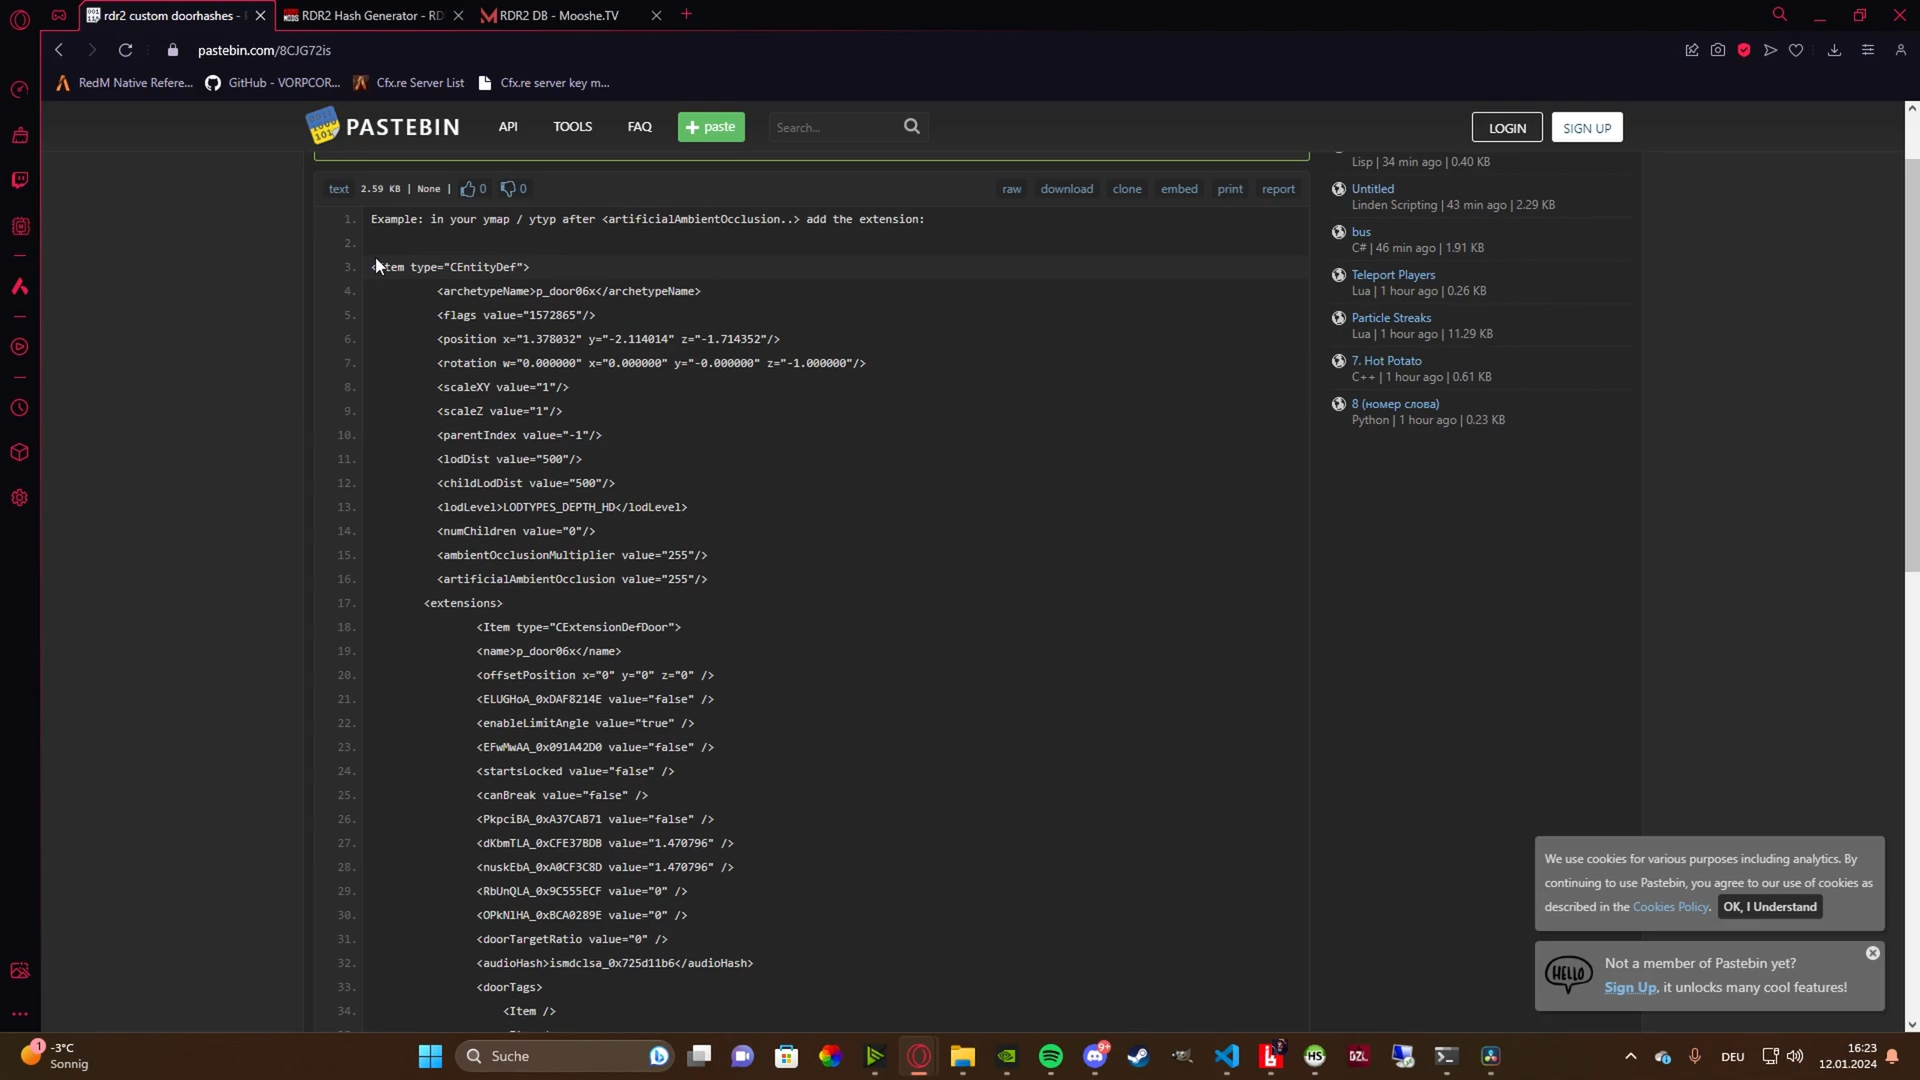 rdr2 custom doorhashes -
RDR2 Hash Generator - RD
RDR2 DB - Mooshe.TV
pastebin.com/8CJG72is
RedM Native Refere...
GitHub - VORPCOR...
Cfx.re Server List
Cfx.re server key m...
PASTEBIN
API
TOOLS
FAQ
+ paste
Search...
LOGIN
SIGN UP
text 2.59 KB | None | 0 0
raw
download
clone
embed
print
report
1. Example: in your ymap / ytyp after <artificialAmbientOcclusion..> add the extension:
2.
3. <Item type="CEntityDef">
4. <archetypeName>p_door06x</archetypeName>
5. <flags value="1572865"/>
6. <position x="1.378032" y="-2.114014" z="-1.714352"/>
7. <rotation w="0.000000" x="0.000000" y="-0.000000" z="-1.000000"/>
8. <scaleXY value="1"/>
9. <scaleZ value="1"/>
10. <parentIndex value="-1"/>
11. <lodDist value="500"/>
12. <childLodDist value="500"/>
13. <lodLevel>LODTYPES_DEPTH_HD</lodLevel>
14. <numChildren value="0"/>
15. <ambientOcclusionMultiplier value="255"/>
16. <artificialAmbientOcclusion value="255"/>
17. <extensions>
18. <Item type="CExtensionDefDoor">
19. <name>p_door06x</name>
20. <offsetPosition x="0" y="0" z="0" />
21. <ELUGHoA_0xDAF8214E value="false" />
22. <enableLimitAngle value="true" />
23. <EFwMwAA_0x091A42D0 value="false" />
24. <startsLocked value="false" />
25. <canBreak value="false" />
26. <PkpciBA_0xA37CAB71 value="false" />
27. <dKbmTLA_0xCFE37BDB value="1.470796" />
28. <nuskEbA_0xA0CF3C8D value="1.470796" />
29. <RbUnQLA_0x9C555ECF value="0" />
30. <OPkNlHA_0xBCA0289E value="0" />
31. <doorTargetRatio value="0" />
32. <audioHash>ismdclsa_0x725d11b6</audioHash>
33. <doorTags>
34. <Item />
Lisp | 34 min ago | 0.40 KB
Untitled
Linden Scripting | 43 min ago | 2.29 KB
bus
C# | 46 min ago | 1.91 KB
Teleport Players
Lua | 1 hour ago | 0.26 KB
Particle Streaks
Lua | 1 hour ago | 11.29 KB
7. Hot Potato
C++ | 1 hour ago | 0.61 KB
8 (номер слова)
Python | 1 hour ago | 0.23 KB
We use cookies for various purposes including analytics. By
continuing to use Pastebin, you agree to our use of cookies as
described in the Cookies Policy. OK, I Understand
HELLO
Not a member of Pastebin yet?
Sign Up, it unlocks many cool features!
1
-3°C
Sonnig
Suche
9+
HS
DZL
DEU
16:23
12.01.2024